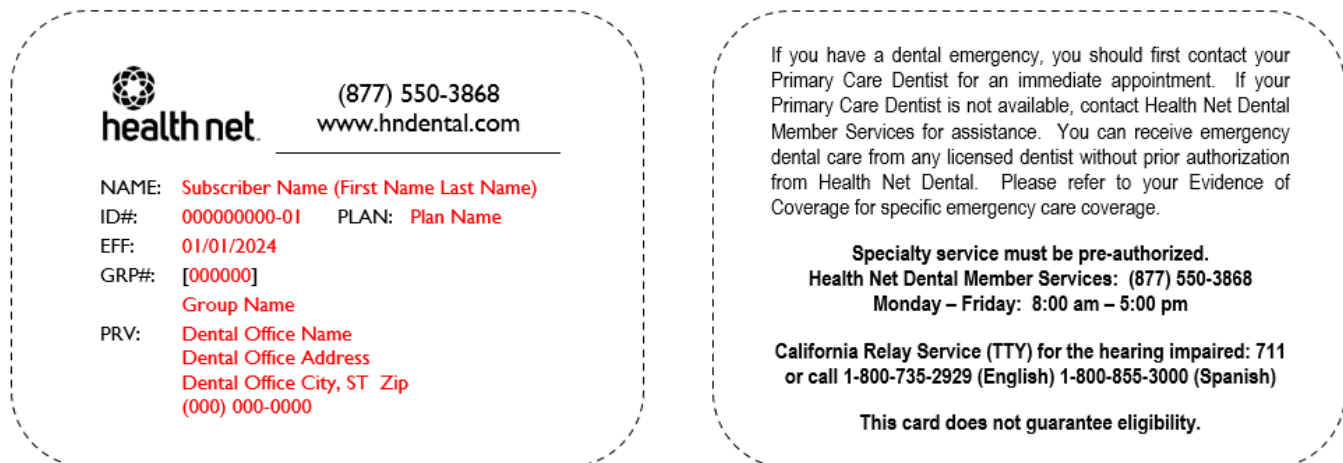 health net.
(877) 550-3868
www.hndental.com
NAME: Subscriber Name (First Name Last Name)
ID#: 000000000-01 PLAN: Plan Name
EFF: 01/01/2024
GRP#: [000000]
Group Name
PRV: Dental Office Name
Dental Office Address
Dental Office City, ST Zip
(000) 000-0000
If you have a dental emergency, you should first contact your
Primary Care Dentist for an immediate appointment. If your
Primary Care Dentist is not available, contact Health Net Dental
Member Services for assistance. You can receive emergency
dental care from any licensed dentist without prior authorization
from Health Net Dental. Please refer to your Evidence of
Coverage for specific emergency care coverage.
Specialty service must be pre-authorized.
Health Net Dental Member Services: (877) 550-3868
Monday – Friday: 8:00 am – 5:00 pm
California Relay Service (TTY) for the hearing impaired: 711
or call 1-800-735-2929 (English) 1-800-855-3000 (Spanish)
This card does not guarantee eligibility.